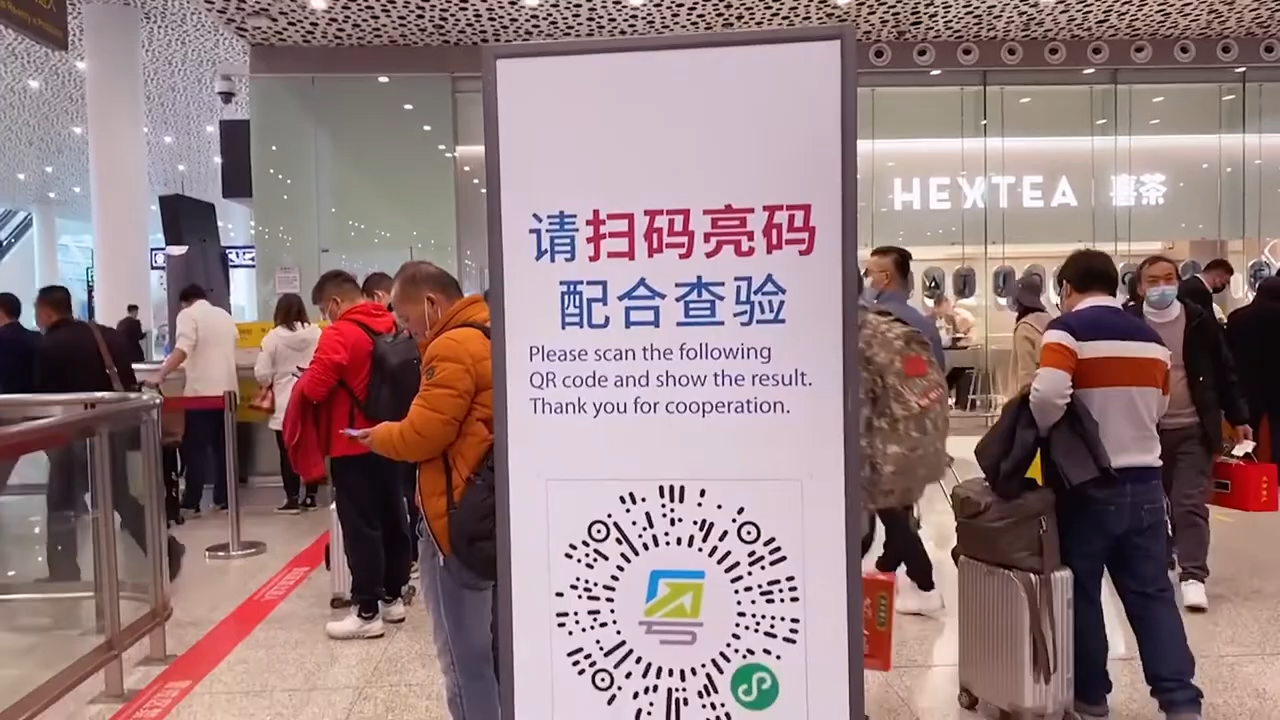 请扫码亮码
配合查验
Please scan the following
QR code and show the result.
Thank you for cooperation.
HEXTEA 喜茶